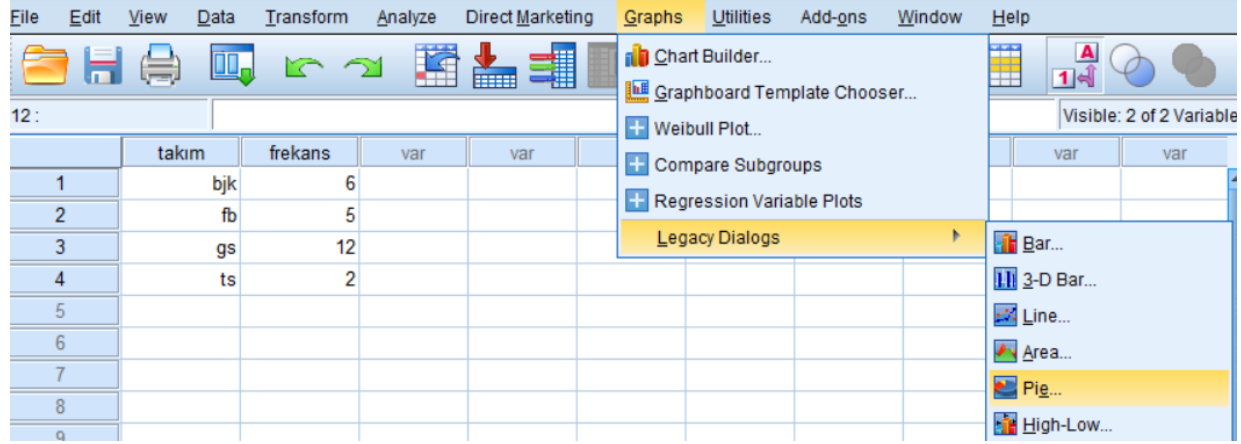 File Edit View Data Transform Analyze Direct Marketing Graphs Utilities Add-ons Window Help
Chart Builder...
A
1
Graphboard Template Chooser...
12 :
Visible: 2 of 2 Variable
Weibull Plot...
takım frekans var var var var
Compare Subgroups
1 bjk 6
Regression Variable Plots
2 fb 5
Legacy Dialogs
3 gs 12
Bar...
4 ts 2
3-D Bar...
5
Line...
6
Area...
7
Pie...
8
High-Low...
9